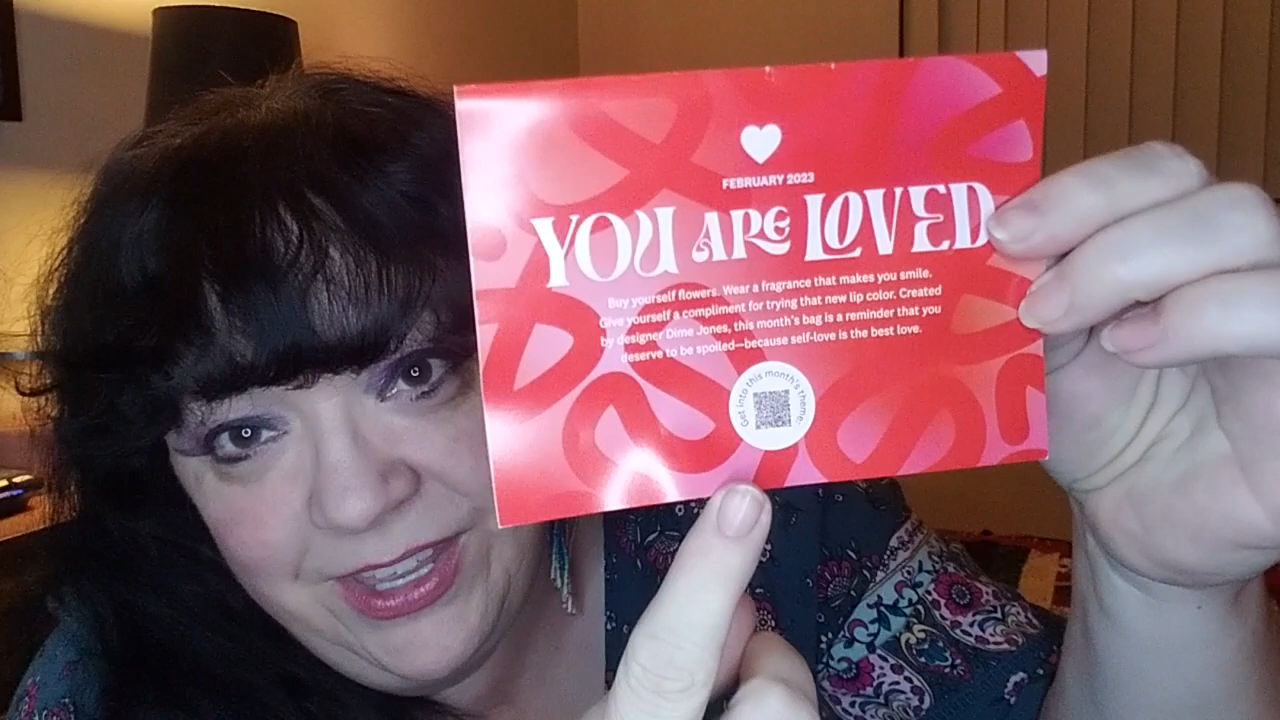 FEBRUARY 2023
YOU ARE LOVED
Buy yourself flowers. Wear a fragrance that makes you smile.
Give yourself a compliment for trying that new lip color. Created
by designer Dime Jones, this month's bag is a reminder that you
deserve to be spoiled—because self-love is the best love.
Get into this month's theme: